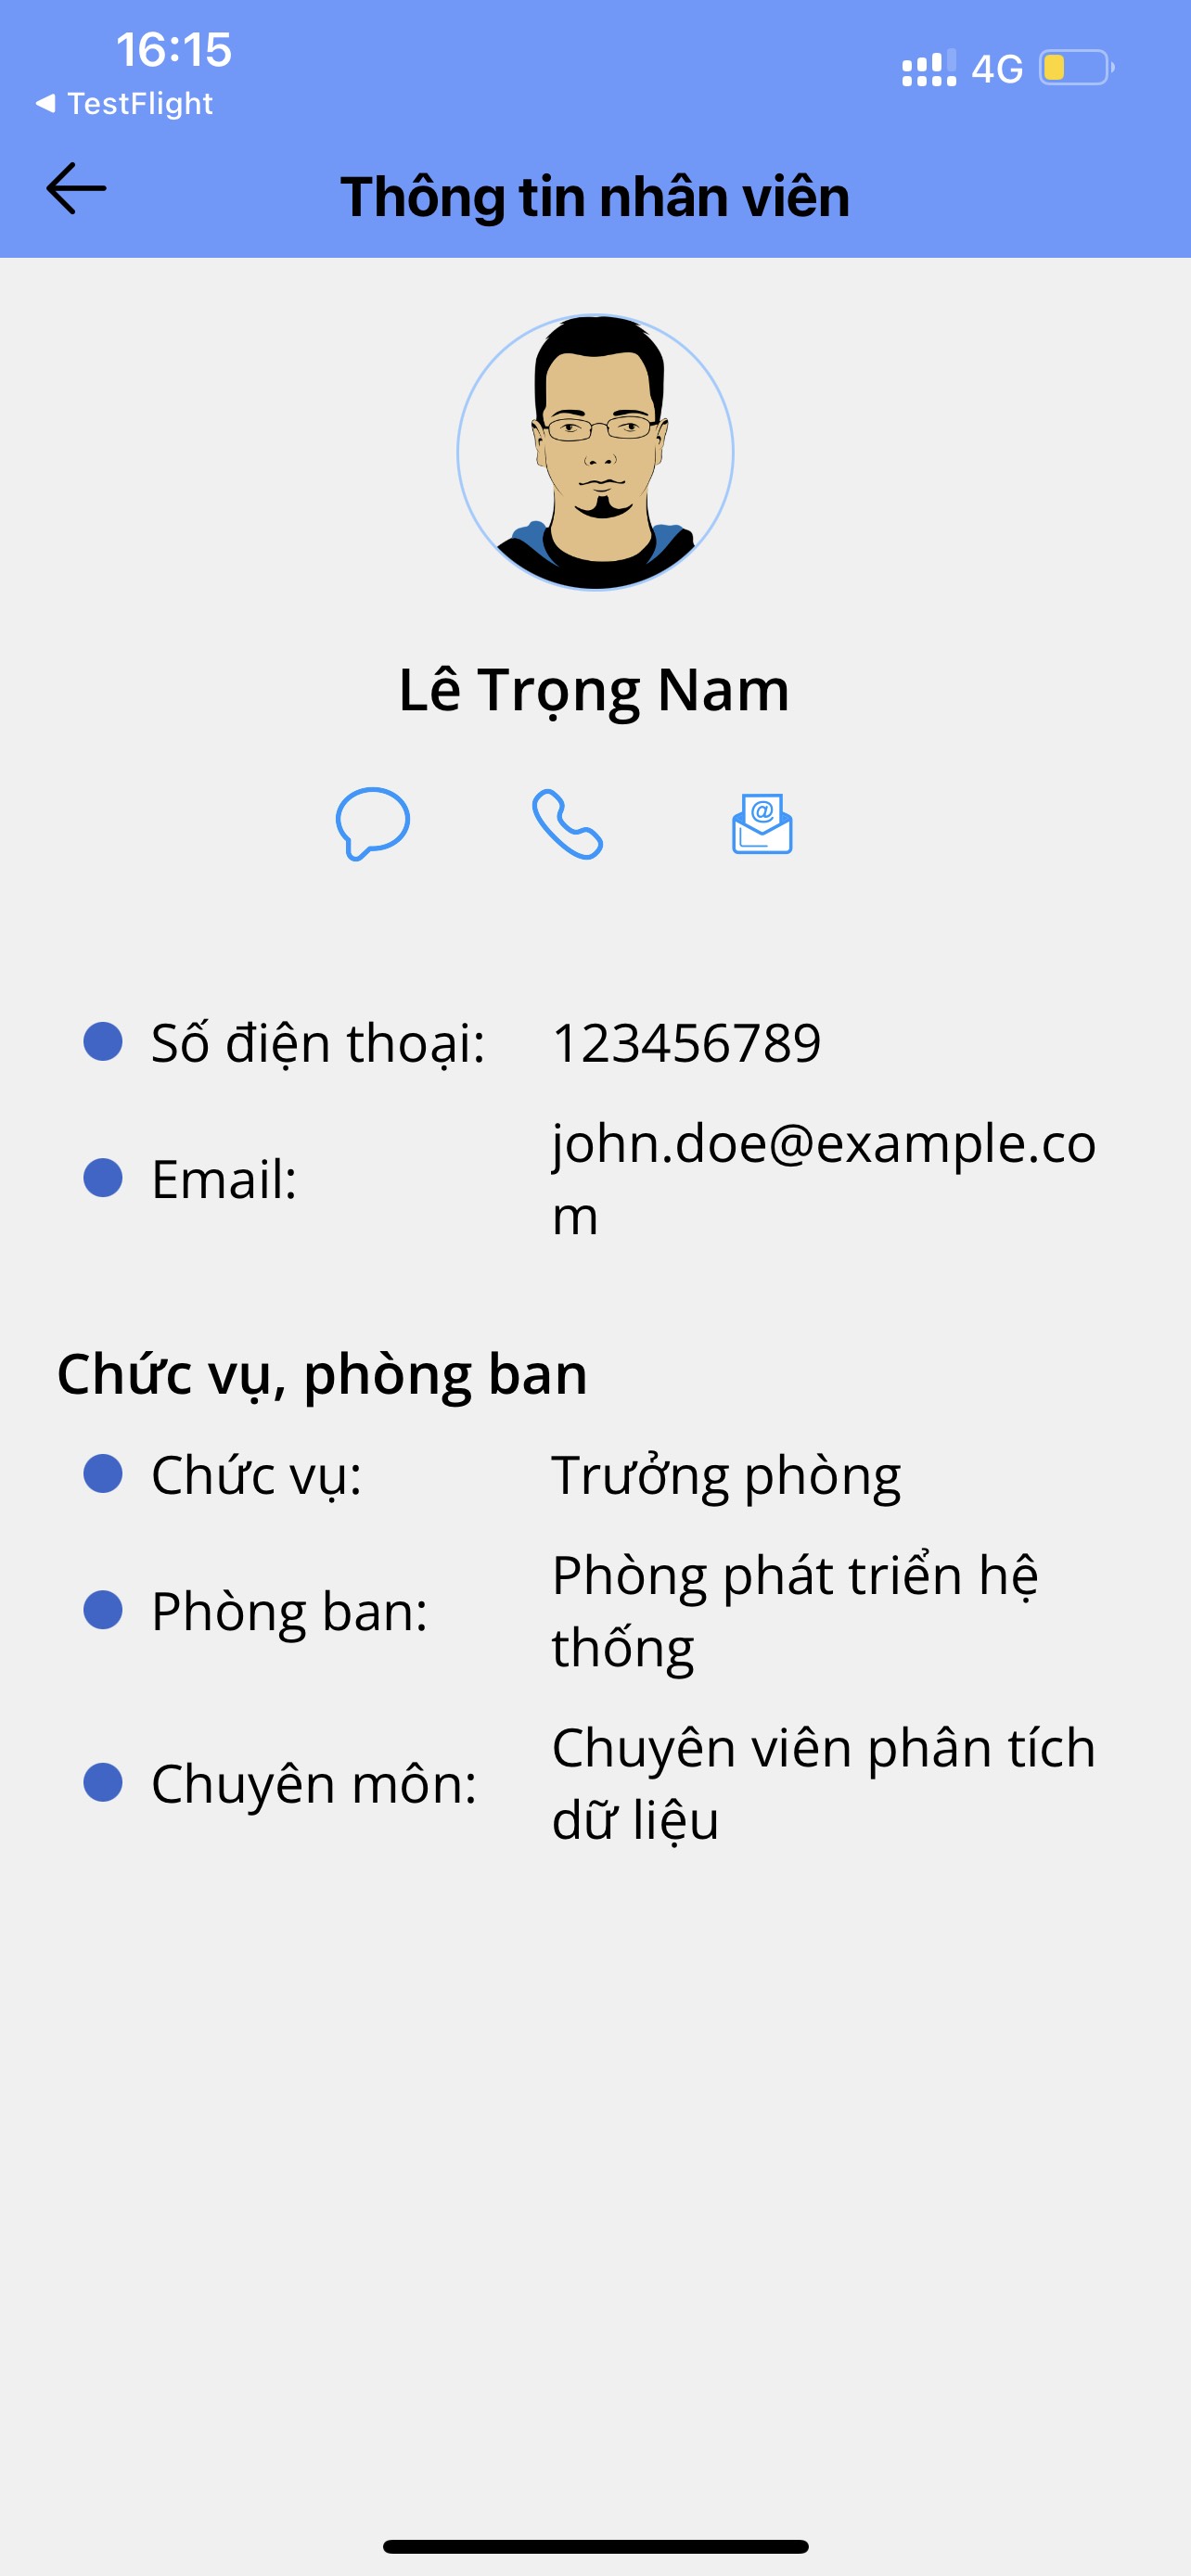 16:15
4G
TestFlight
Thông tin nhân viên
Lê Trọng Nam
@
Số điện thoại: 123456789
Email: john.doe@example.co
m
Chức vụ, phòng ban
Chức vụ: Trưởng phòng
Phòng ban: Phòng phát triển hệ
thống
Chuyên môn: Chuyên viên phân tích
dữ liệu